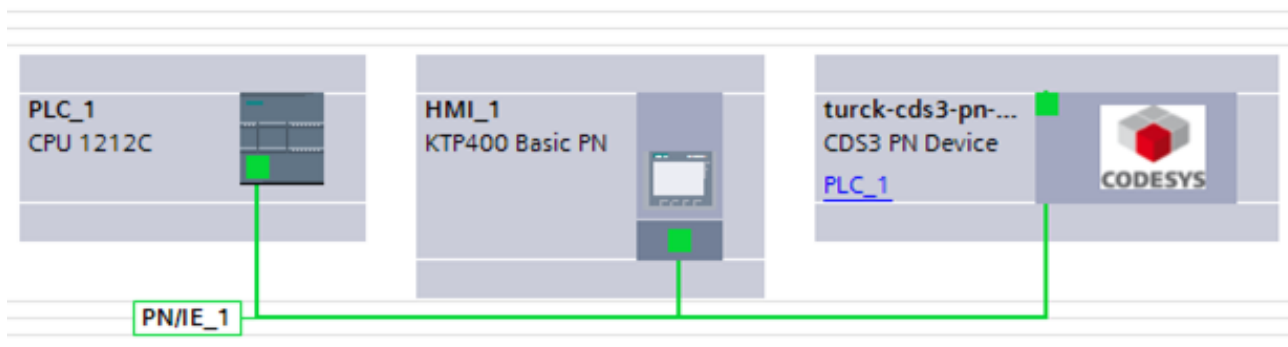 PLC_1
CPU 1212C
HMI_1
KTP400 Basic PN
turck-cds3-pn-...
CDS3 PN Device
PLC_1
CODESYS
PN/IE_1